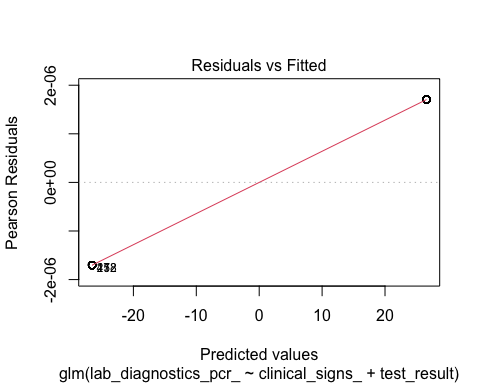 Residuals vs Fitted
Pearson Residuals
2e-06
0e+00
-2e-06
-20
-10
0
10
20
Predicted values
glm(lab_diagnostics_pcr_ ~ clinical_signs_ + test_result)